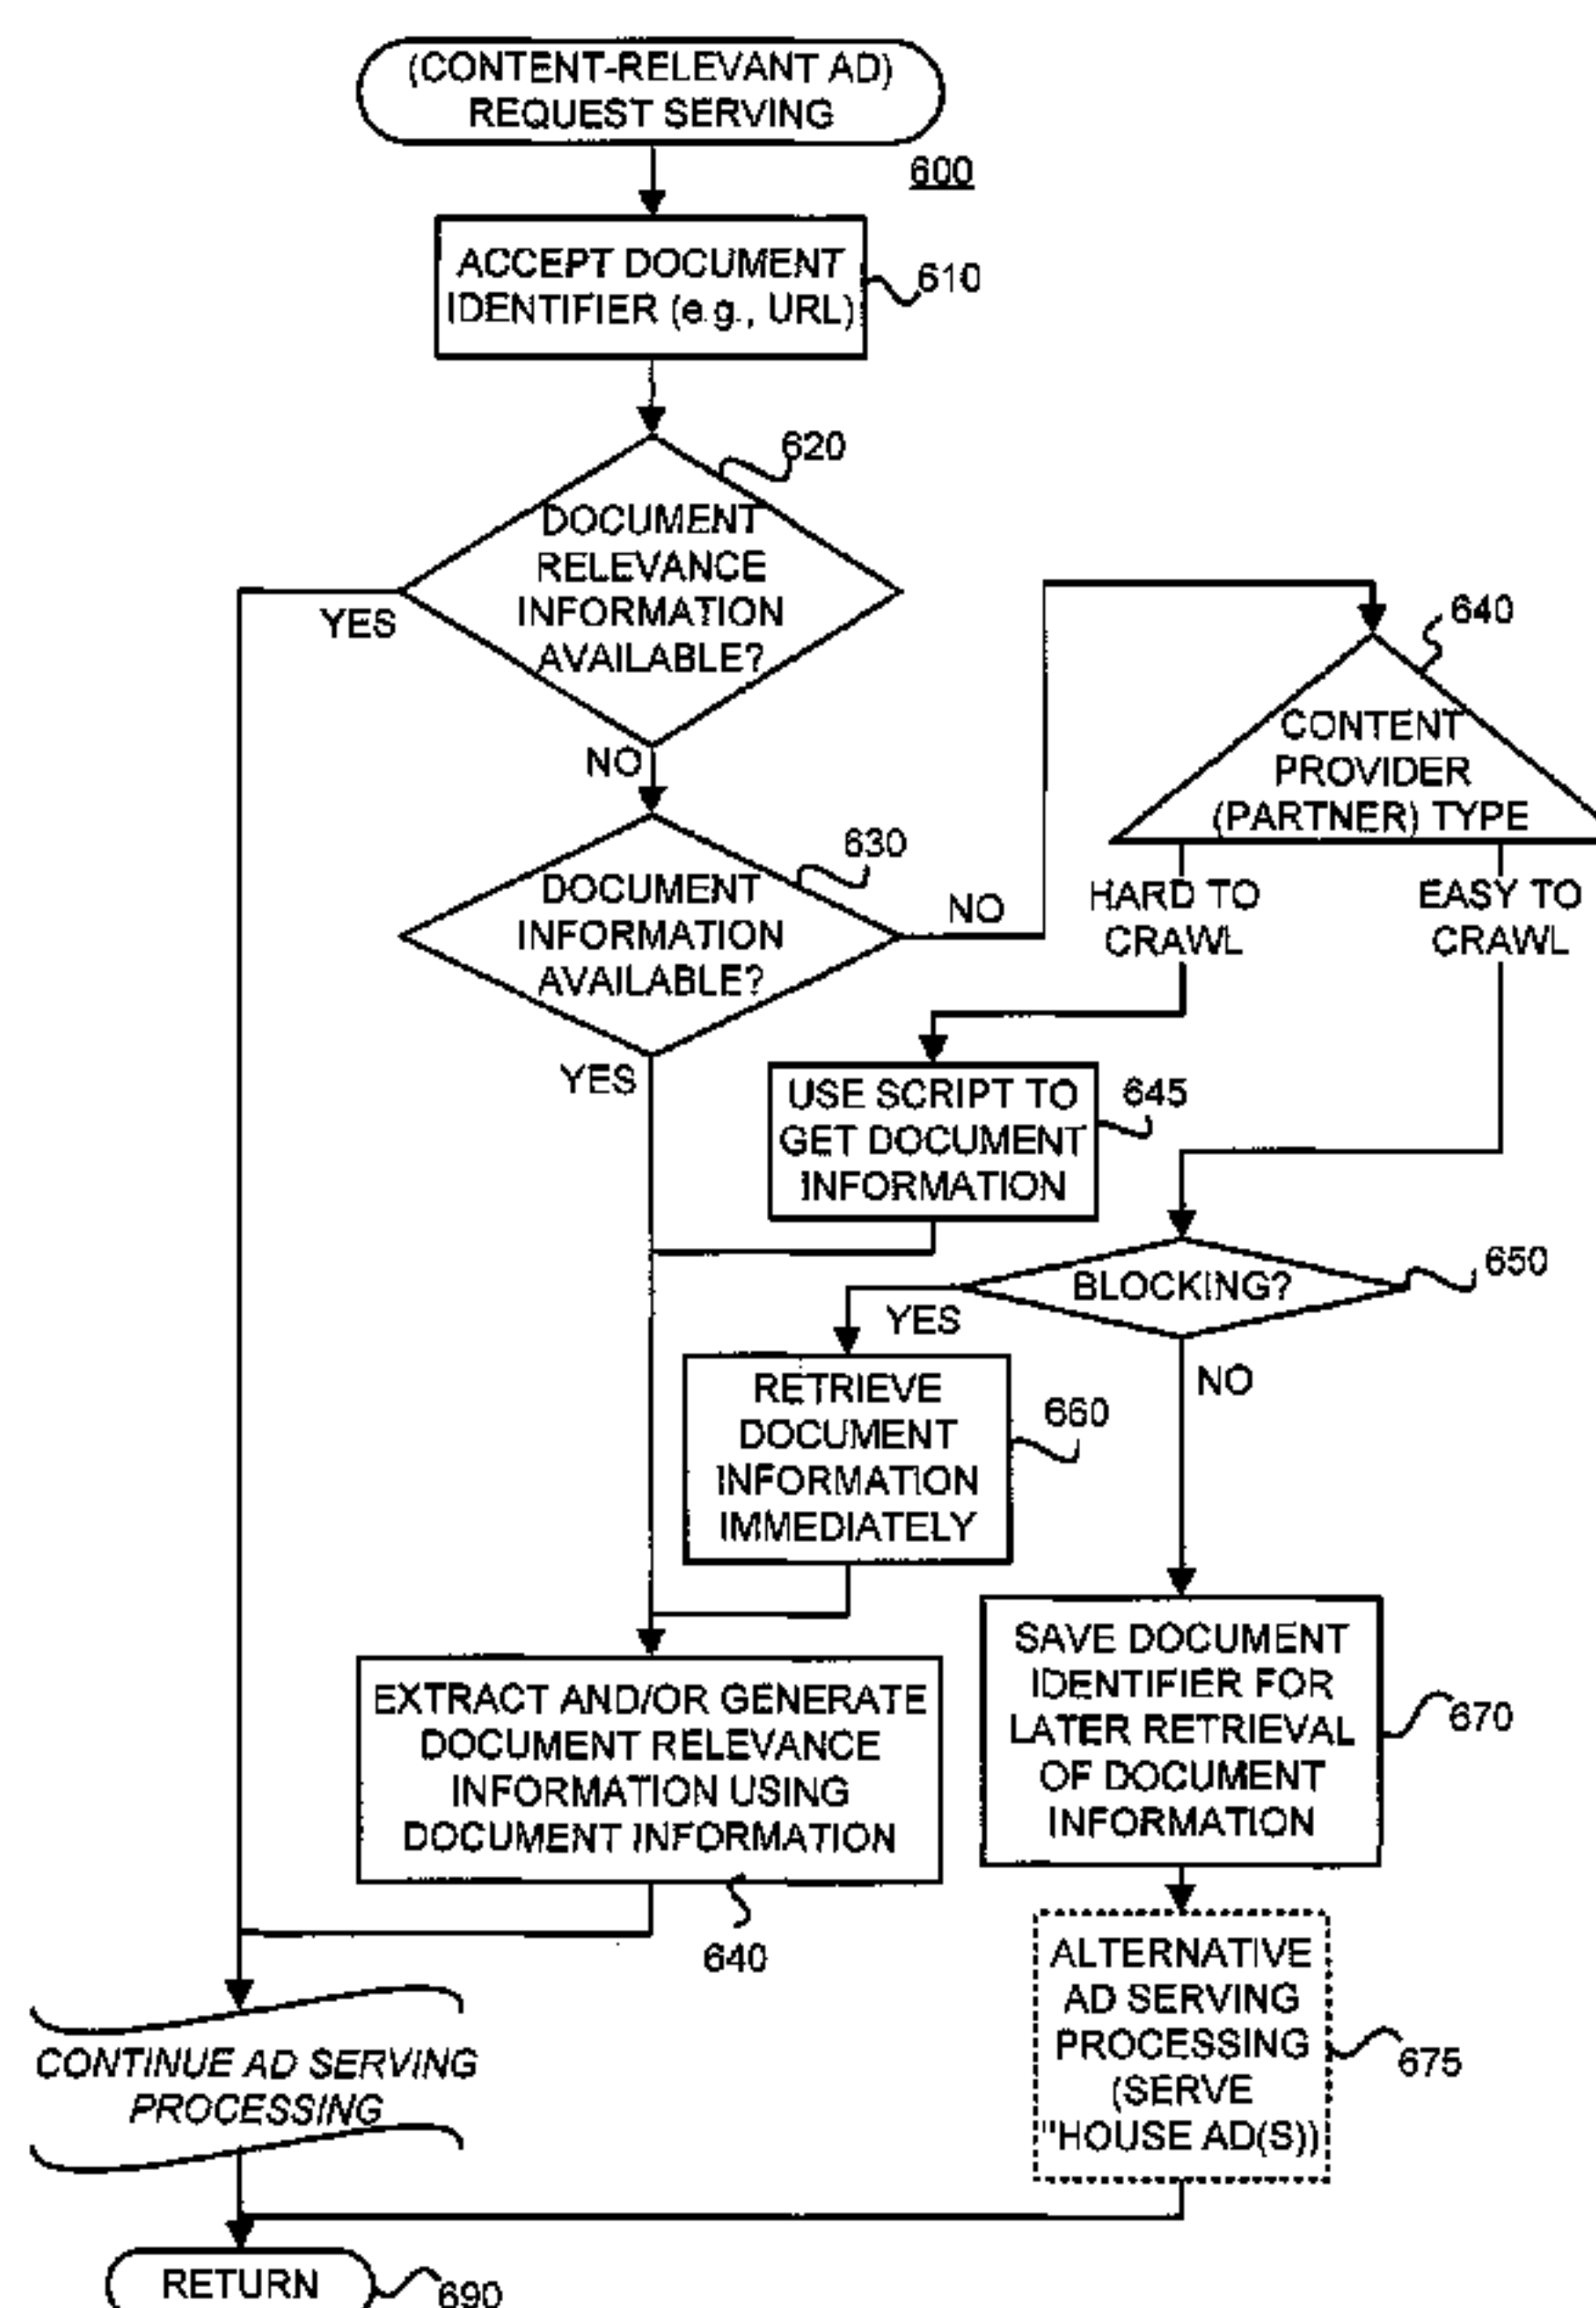 (CONTENT-RELEVANT AD)
REQUEST SERVING
600
ACCEPT DOCUMENT
IDENTIFIER (e.g., URL)
610
620
DOCUMENT
RELEVANCE
INFORMATION
AVAILABLE?
YES
NO
640
CONTENT
PROVIDER
(PARTNER) TYPE
630
DOCUMENT
INFORMATION
AVAILABLE?
NO
YES
HARD TO
CRAWL
EASY TO
CRAWL
USE SCRIPT TO
GET DOCUMENT
INFORMATION
645
BLOCKING?
650
YES
NO
RETRIEVE
DOCUMENT
INFORMATION
IMMEDIATELY
660
EXTRACT AND/OR GENERATE
DOCUMENT RELEVANCE
INFORMATION USING
DOCUMENT INFORMATION
640
SAVE DOCUMENT
IDENTIFIER FOR
LATER RETRIEVAL
OF DOCUMENT
INFORMATION
670
ALTERNATIVE
AD SERVING
PROCESSING
(SERVE
"HOUSE AD(S))
675
CONTINUE AD SERVING
PROCESSING
RETURN
690